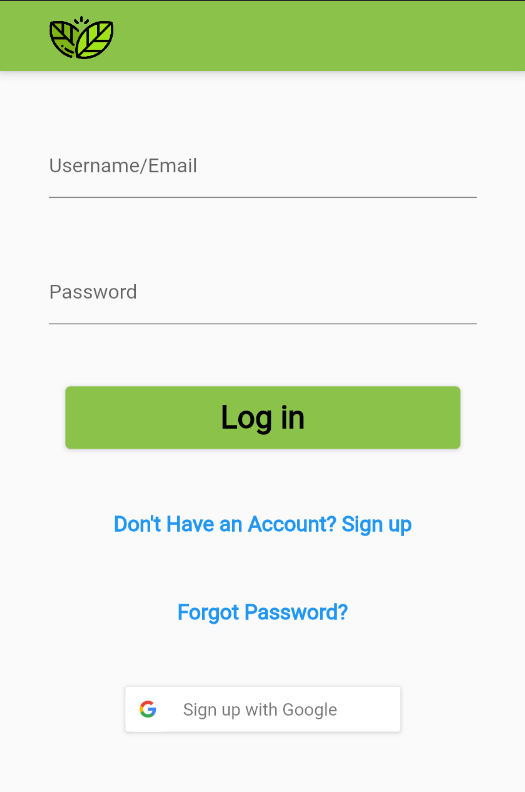 Username/Email
Password
Log in
Don't Have an Account? Sign up
Forgot Password?
Sign up with Google